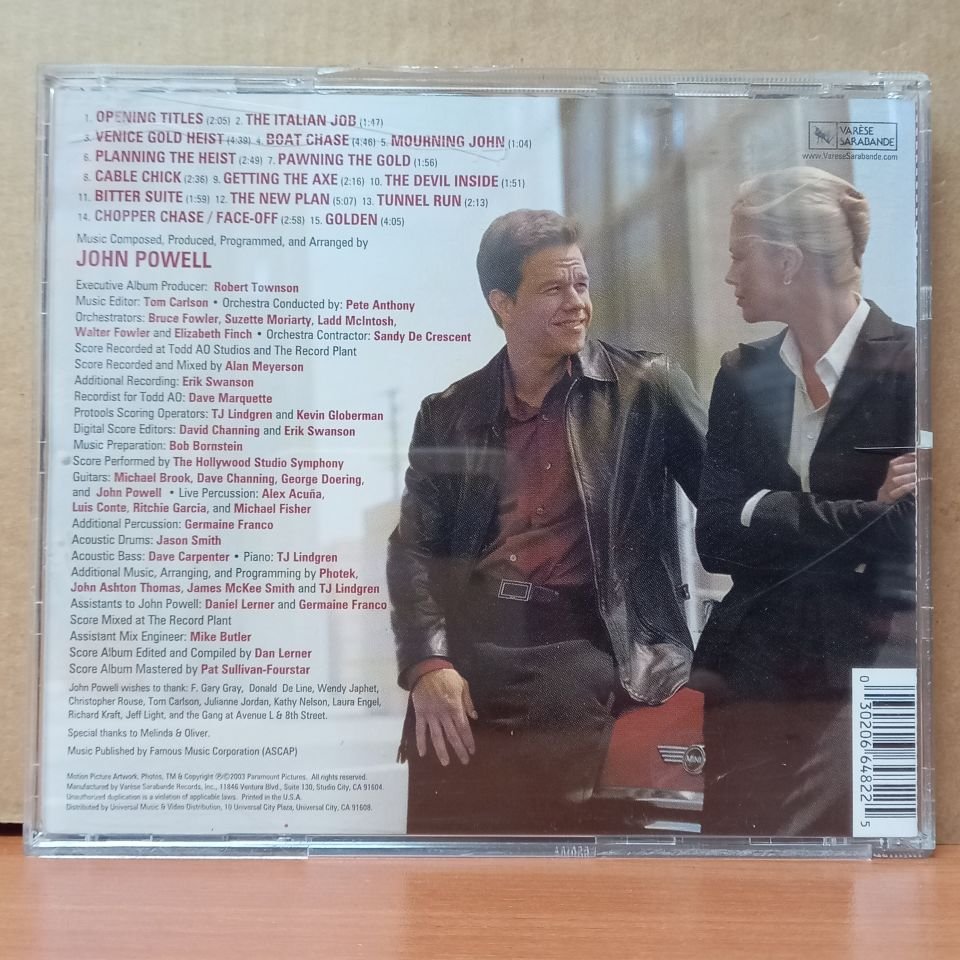 1. OPENING TITLES (2:05) 2. THE ITALIAN JOB (1:47)
3. VENICE GOLD HEIST (4:39) 4. BOAT CHASE (4:46) 5. MOURNING JOHN (1:04)
6. PLANNING THE HEIST (2:49) 7. PAWNING THE GOLD (1:56)
8. CABLE CHICK (2:36) 9. GETTING THE AXE (2:16) 10. THE DEVIL INSIDE (1:51)
11. BITTER SUITE (1:59) 12. THE NEW PLAN (5:07) 13. TUNNEL RUN (2:13)
14. CHOPPER CHASE / FACE-OFF (2:58) 15. GOLDEN (4:05)
VARÈSE
SARABANDE
www.VareseSarabande.com
Music Composed, Produced, Programmed, and Arranged by
JOHN POWELL
Executive Album Producer: Robert Townson
Music Editor: Tom Carlson • Orchestra Conducted by: Pete Anthony
Orchestrators: Bruce Fowler, Suzette Moriarty, Ladd McIntosh,
Walter Fowler and Elizabeth Finch • Orchestra Contractor: Sandy De Crescent
Score Recorded at Todd AO Studios and The Record Plant
Score Recorded and Mixed by Alan Meyerson
Additional Recording: Erik Swanson
Recordist for Todd AO: Dave Marquette
Protools Scoring Operators: TJ Lindgren and Kevin Globerman
Digital Score Editors: David Channing and Erik Swanson
Music Preparation: Bob Bornstein
Score Performed by The Hollywood Studio Symphony
Guitars: Michael Brook, Dave Channing, George Doering,
and John Powell • Live Percussion: Alex Acuña,
Luis Conte, Ritchie Garcia, and Michael Fisher
Additional Percussion: Germaine Franco
Acoustic Drums: Jason Smith
Acoustic Bass: Dave Carpenter • Piano: TJ Lindgren
Additional Music, Arranging, and Programming by Photek,
John Ashton Thomas, James McKee Smith and TJ Lindgren
Assistants to John Powell: Daniel Lerner and Germaine Franco
Score Mixed at The Record Plant
Assistant Mix Engineer: Mike Butler
Score Album Edited and Compiled by Dan Lerner
Score Album Mastered by Pat Sullivan-Fourstar
John Powell wishes to thank: F. Gary Gray, Donald De Line, Wendy Japhet,
Christopher Rouse, Tom Carlson, Julianne Jordan, Kathy Nelson, Laura Engel,
Richard Kraft, Jeff Light, and the Gang at Avenue L & 8th Street.
Special thanks to Melinda & Oliver.
Music Published by Famous Music Corporation (ASCAP)
Motion Picture Artwork, Photos, TM & Copyright ℗©2003 Paramount Pictures. All rights reserved.
Manufactured by Varèse Sarabande Records, Inc., 11846 Ventura Blvd., Suite 130, Studio City, CA 91604.
Unauthorized duplication is a violation of applicable laws. Printed in the U.S.A.
Distributed by Universal Music & Video Distribution, 10 Universal City Plaza, Universal City, CA 91608.
MINI
0 30206 64822 5